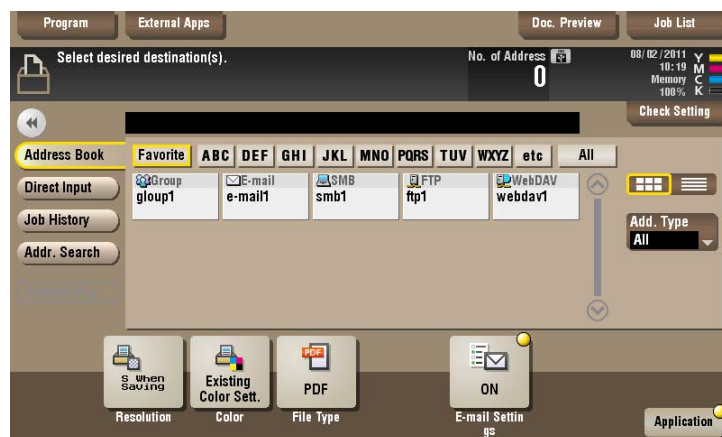 Program
External Apps
Doc. Preview
Job List
Select desired destination(s).
No. of Address
0
08/02/2011
10:19
Memory
100%
Y
M
C
K
Check Setting
Address Book
Favorite ABC DEF GHI JKL MNO PQRS TUV WXYZ etc All
Direct Input
Job History
Addr. Search
Group
gloup1
E-mail
e-mail1
SMB
smb1
FTP
ftp1
WebDAV
webdav1
Add. Type
All
S When
Saving
Resolution
Existing
Color Sett.
Color
PDF
PDF
File Type
ON
E-mail Settin
gs
Application